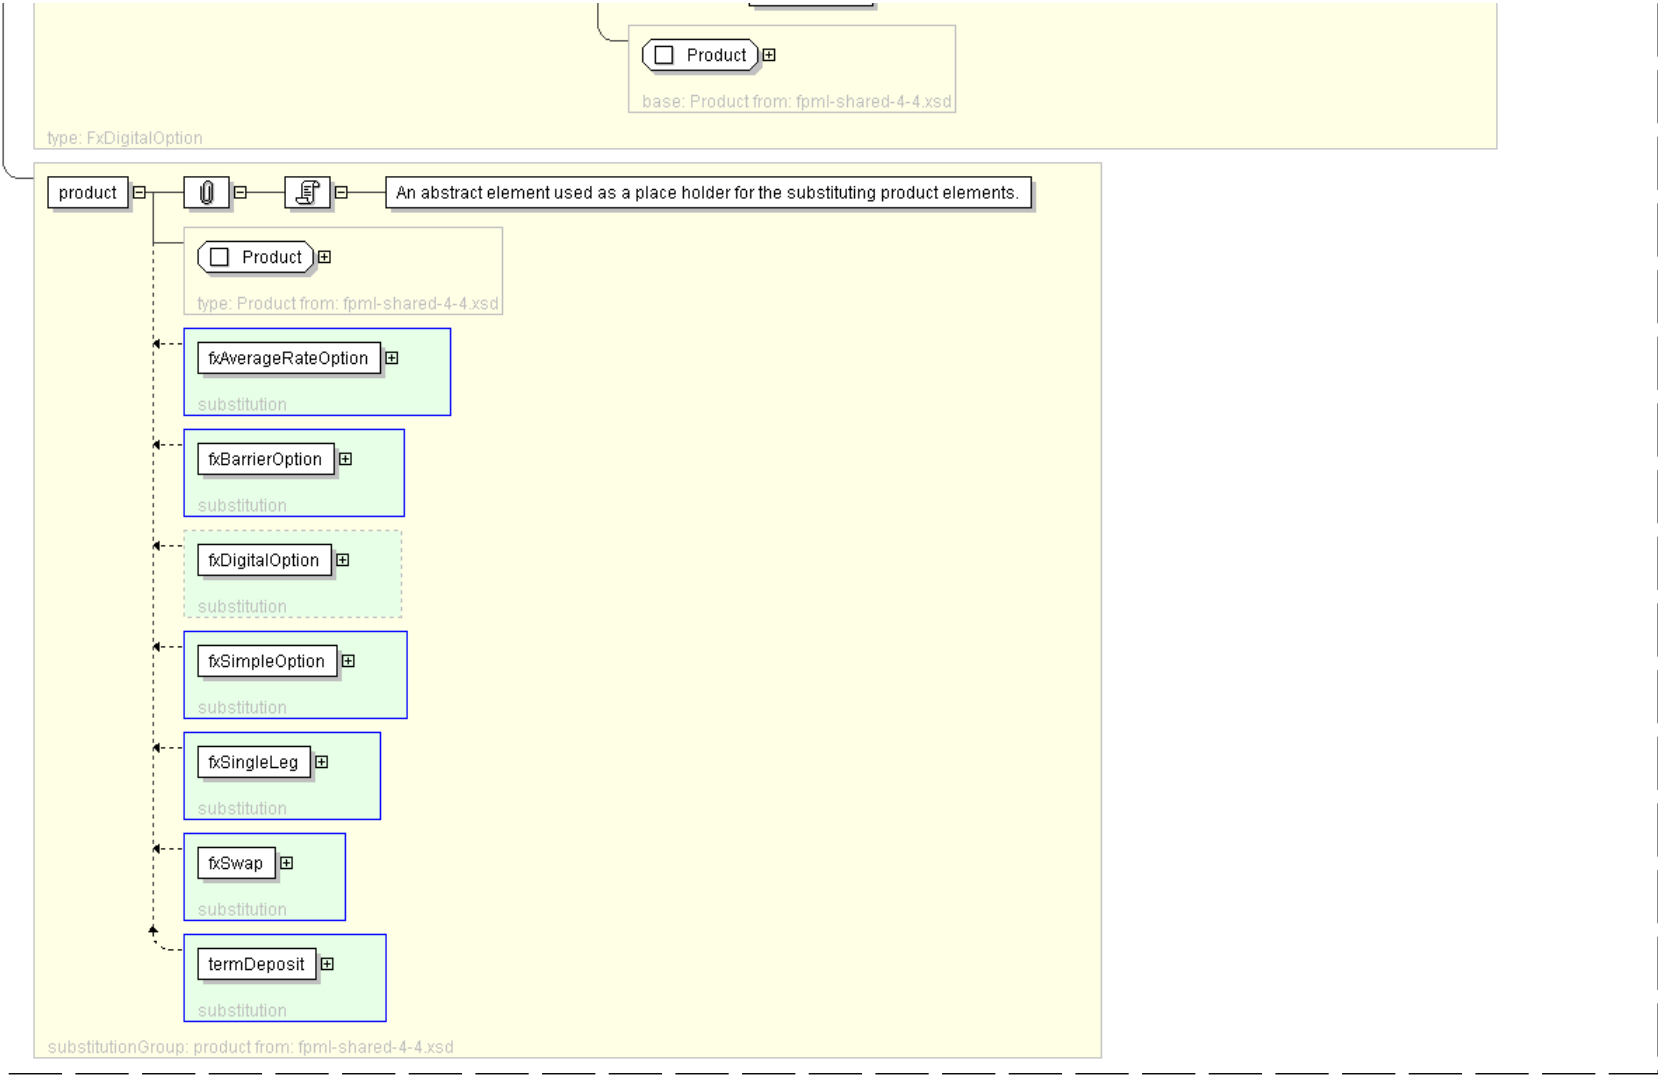 Product
base: Product from: fpml-shared-4-4.xsd
type: FxDigitalOption
product
An abstract element used as a place holder for the substituting product elements.
Product
type: Product from: fpml-shared-4-4.xsd
fxAverageRateOption
substitution
fxBarrierOption
substitution
fxDigitalOption
substitution
fxSimpleOption
substitution
fxSingleLeg
substitution
fxSwap
substitution
termDeposit
substitution
substitutionGroup: product from: fpml-shared-4-4.xsd